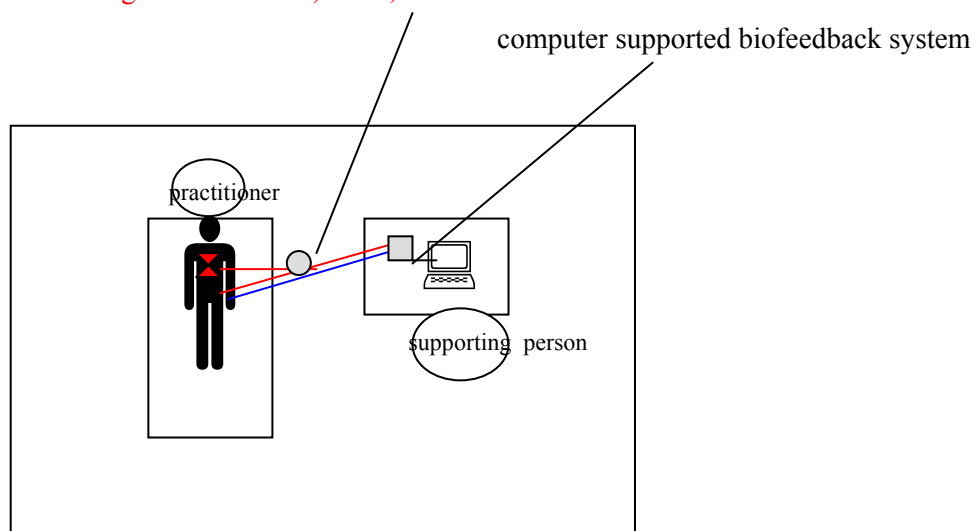 computer supported biofeedback system
practitioner
supporting person